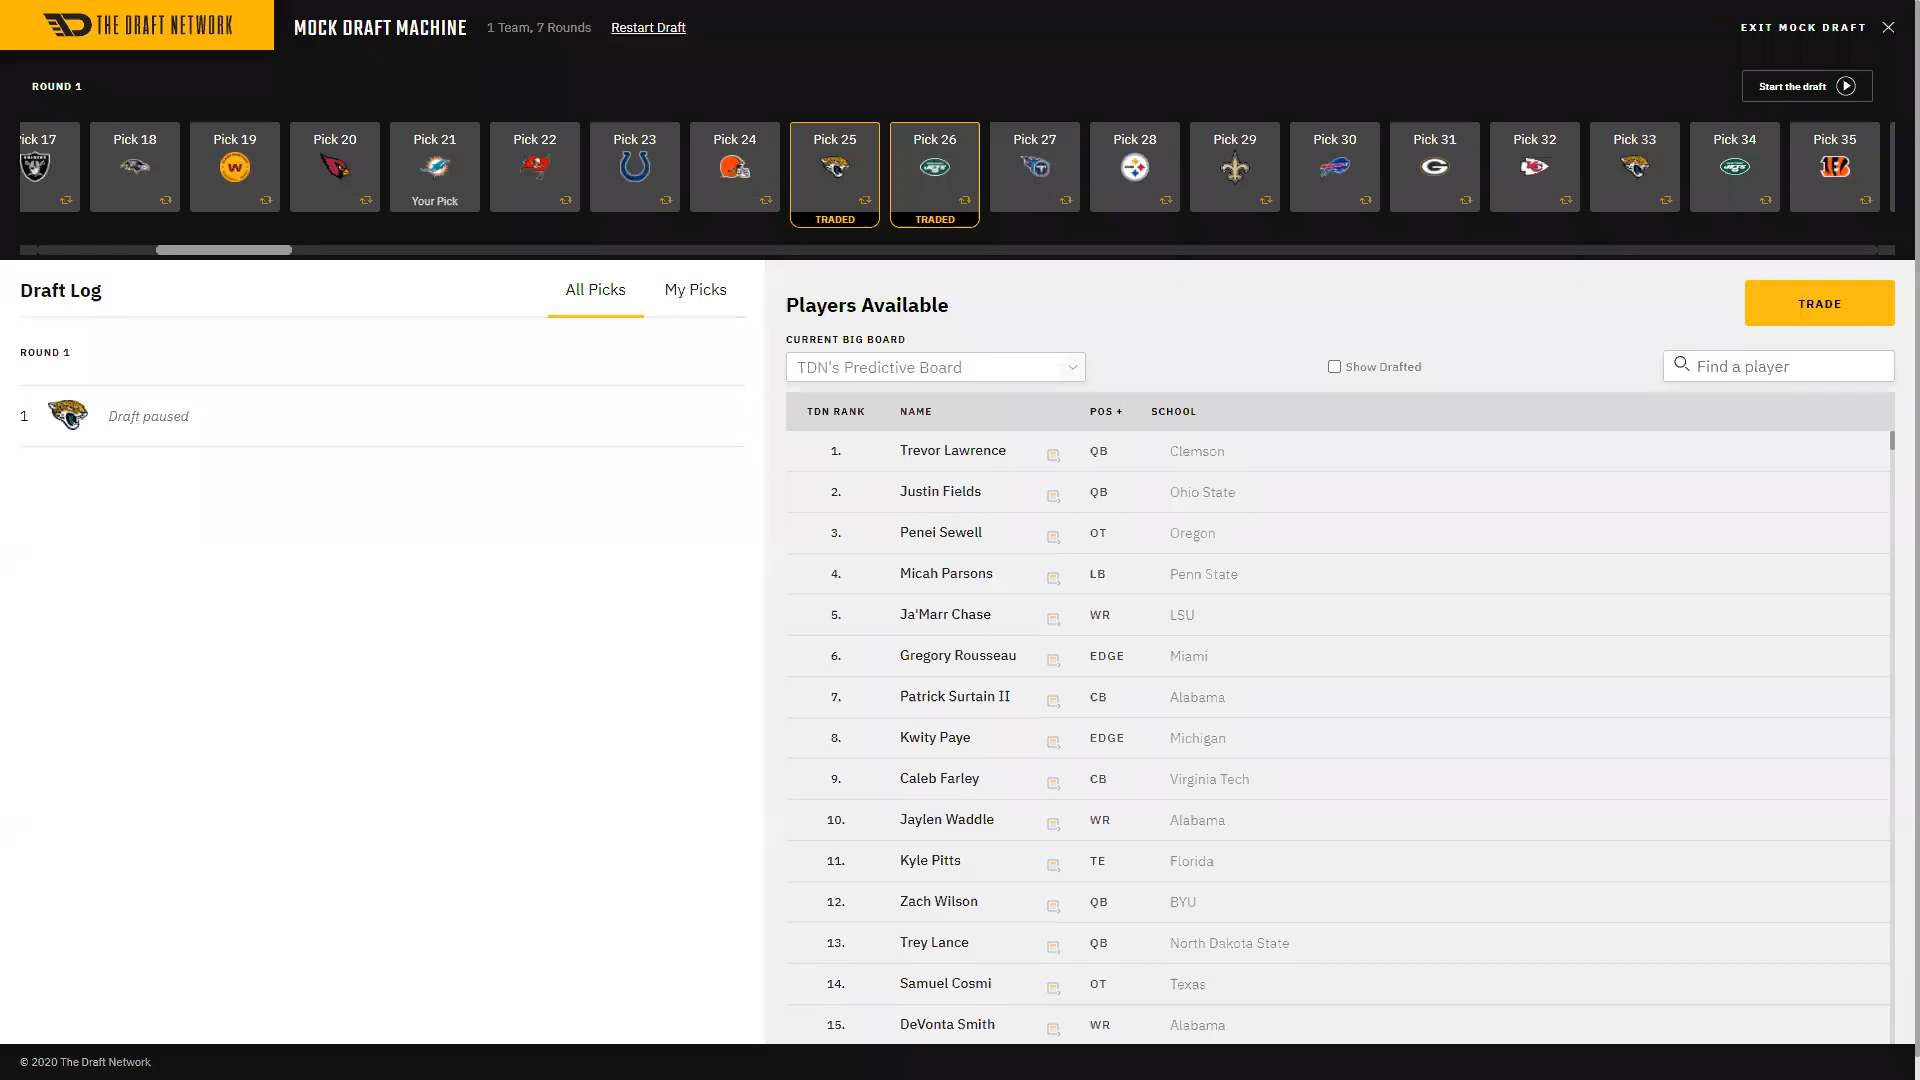 THE DRAFT NETWORK
MOCK DRAFT MACHINE
1 Team, 7 Rounds
Restart Draft
EXIT MOCK DRAFT
ROUND 1
Start the draft
ick 17
Pick 18
Pick 19
Pick 20
Pick 21
Pick 22
Pick 23
Pick 24
Pick 25
Pick 26
Pick 27
Pick 28
Pick 29
Pick 30
Pick 31
Pick 32
Pick 33
Pick 34
Pick 35
RAIDERS
W
JETS
G
JETS
Your Pick
TRADED
TRADED
Draft Log
All Picks
My Picks
ROUND 1
1 Draft paused
Players Available
TRADE
CURRENT BIG BOARD
TDN's Predictive Board
Show Drafted
Find a player
TDN RANK NAME POS + SCHOOL
1. Trevor Lawrence QB Clemson
2. Justin Fields QB Ohio State
3. Penei Sewell OT Oregon
4. Micah Parsons LB Penn State
5. Ja'Marr Chase WR LSU
6. Gregory Rousseau EDGE Miami
7. Patrick Surtain II CB Alabama
8. Kwity Paye EDGE Michigan
9. Caleb Farley CB Virginia Tech
10. Jaylen Waddle WR Alabama
11. Kyle Pitts TE Florida
12. Zach Wilson QB BYU
13. Trey Lance QB North Dakota State
14. Samuel Cosmi OT Texas
15. DeVonta Smith WR Alabama
© 2020 The Draft Network